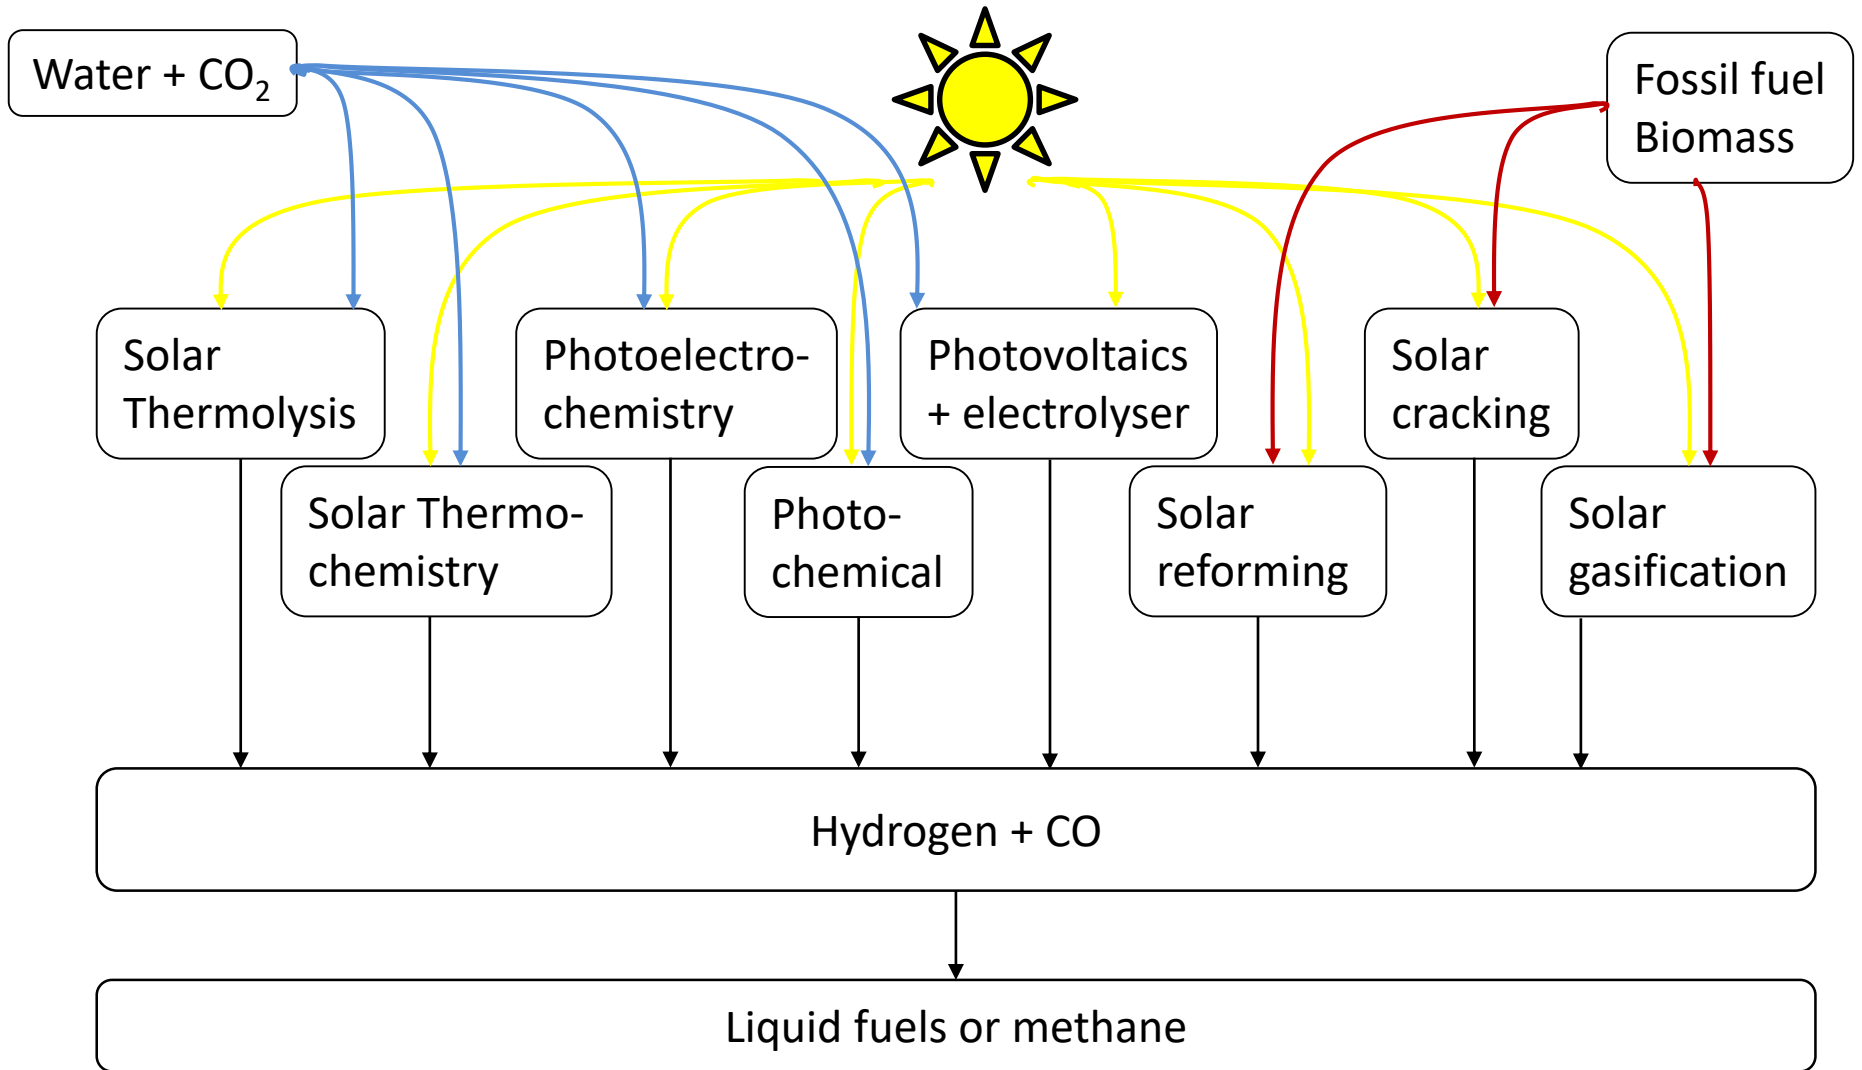 Water + CO₂
Fossil fuel
Biomass
Solar
Thermolysis
Photoelectro-
chemistry
Photovoltaics
+ electrolyser
Solar
cracking
Solar Thermo-
chemistry
Photo-
chemical
Solar
reforming
Solar
gasification
Hydrogen + CO
Liquid fuels or methane